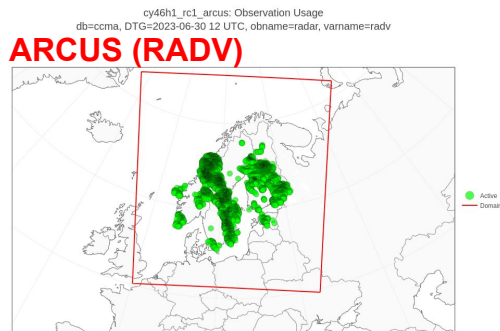 cy46h1_rc1_arcus: Observation Usage
db=ccma, DTG=2023-06-30 12 UTC, obname=radar, varname=radv
ARCUS (RADV)
Active
Domain